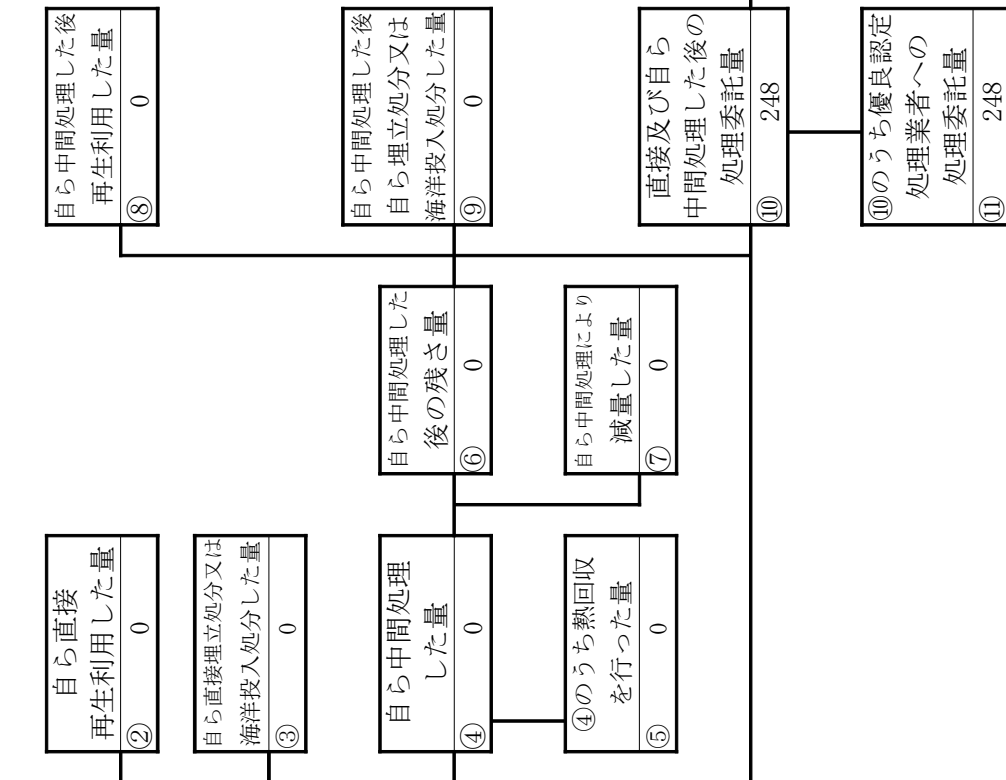 自ら直接
再生利用した量
② 0
自ら直接埋立処分又は
海洋投入処分した量
③ 0
自ら中間処理
した量
④ 0
④のうち熱回収
を行った量
⑤ 0
自ら中間処理した
後の残さ量
⑥ 0
自ら中間処理により
減量した量
⑦ 0
自ら中間処理した後
再生利用した量
⑧ 0
自ら中間処理した後
自ら埋立処分又は
海洋投入処分した量
⑨ 0
直接及び自ら
中間処理した後の
処理委託量
⑩ 248
⑩のうち優良認定
処理業者への
処理委託量
⑪ 248